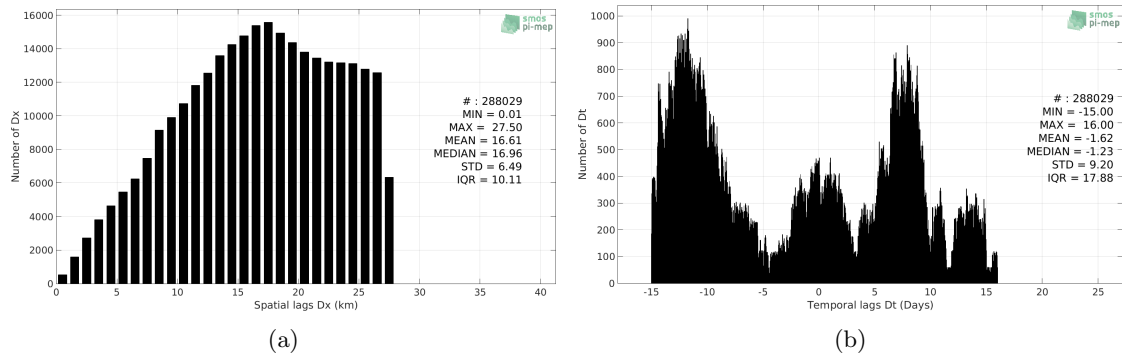 16000
14000
12000
10000
8000
6000
4000
2000
0
Number of Dx
0 5 10 15 20 25 30 35 40
Spatial lags Dx (km)
smos
pi-mep
# : 288029
MIN = 0.01
MAX = 27.50
MEAN = 16.61
MEDIAN = 16.96
STD = 6.49
IQR = 10.11
(a)
1000
900
800
700
600
500
400
300
200
100
0
Number of Dt
-15 -10 -5 0 5 10 15 20 25
Temporal lags Dt (Days)
smos
pi-mep
# : 288029
MIN = -15.00
MAX = 16.00
MEAN = -1.62
MEDIAN = -1.23
STD = 9.20
IQR = 17.88
(b)